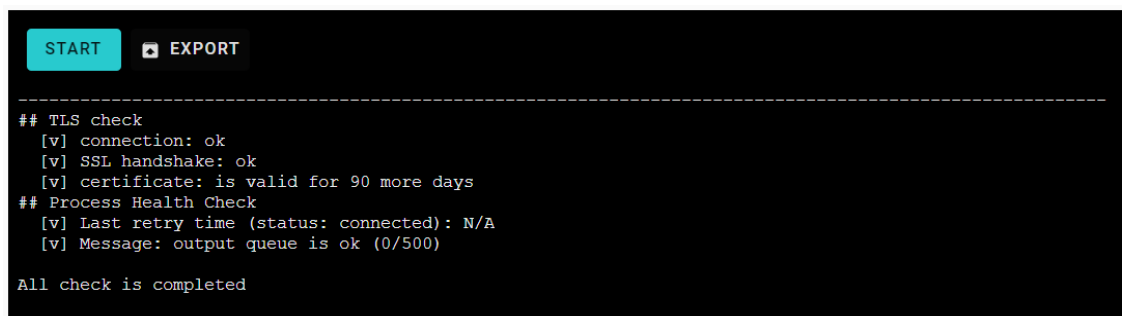 START EXPORT
---------------------------------------------------------------------------------------------------------
## TLS check
[v] connection: ok
[v] SSL handshake: ok
[v] certificate: is valid for 90 more days
## Process Health Check
[v] Last retry time (status: connected): N/A
[v] Message: output queue is ok (0/500)
All check is completed